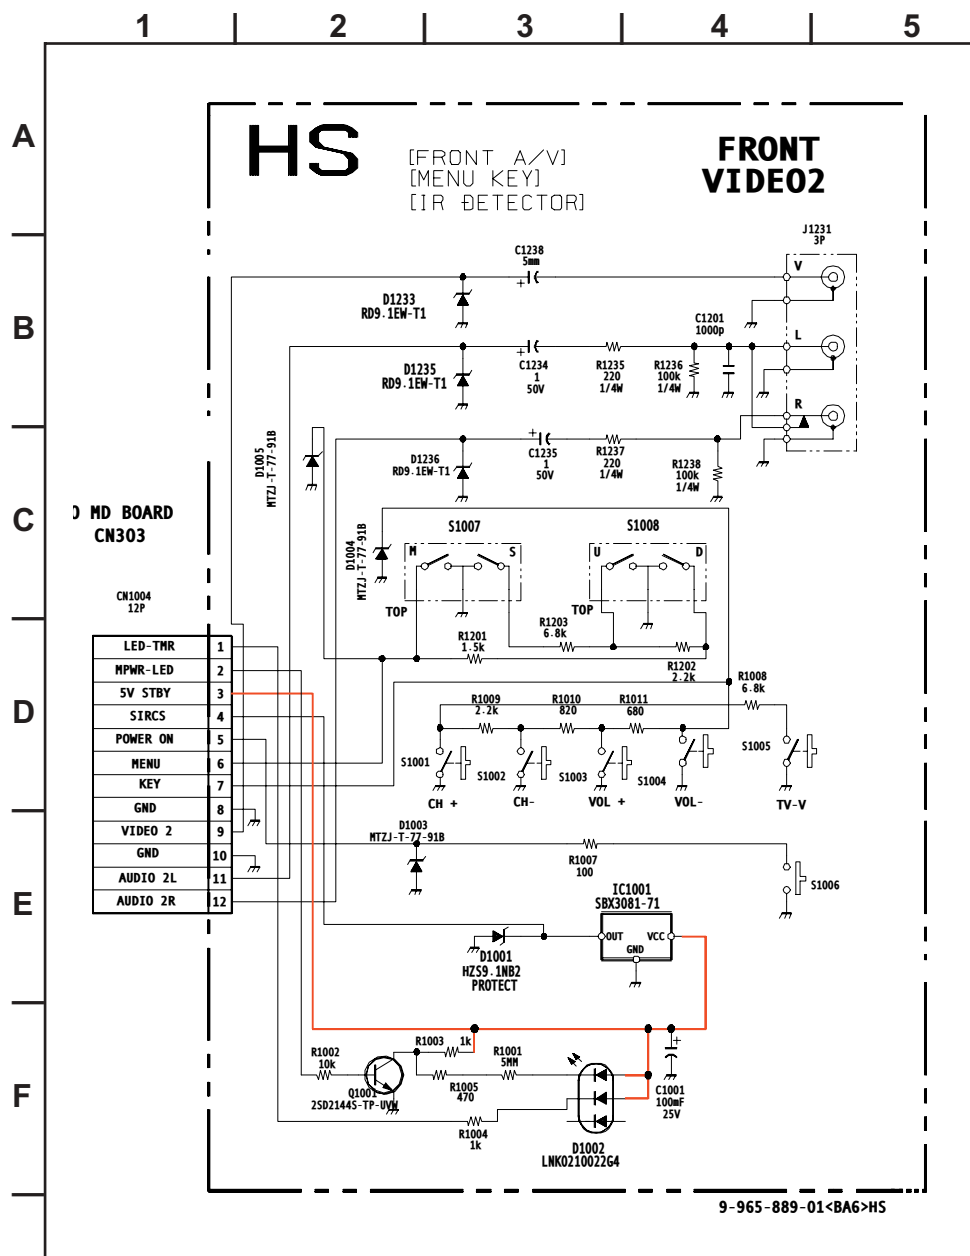 1 2 3 4 5
A
B
C
D
E
F
HS
[FRONT A/V]
[MENU KEY]
[IR DETECTOR]
FRONT
VIDEO2
J1231
3P
V
L
R
C1238
5mm
+
D1233
RD9.1EW-T1
C1201
1000p
D1235
RD9.1EW-T1
+
C1234
1
50V
R1235
220
1/4W
R1236
100k
1/4W
D1005
MTZJ-T-77-91B
D1236
RD9.1EW-T1
+
C1235
1
50V
R1237
220
1/4W
R1238
100k
1/4W
O MD BOARD
CN303
D1004
MTZJ-T-77-91B
S1007
M S
TOP
S1008
U D
TOP
CN1004
12P
LED-TMR 1
MPWR-LED 2
5V STBY 3
SIRCS 4
POWER ON 5
MENU 6
KEY 7
GND 8
VIDEO 2 9
GND 10
AUDIO 2L 11
AUDIO 2R 12
R1201
1.5k
R1203
6.8k
R1202
2.2k
R1008
6.8k
R1009
2.2k
R1010
820
R1011
680
S1001
S1002
S1003
S1004
S1005
CH +
CH-
VOL +
VOL-
TV-V
D1003
MTZJ-T-77-91B
R1007
100
S1006
IC1001
SBX3081-71
OUT VCC
GND
D1001
HZS9.1NB2
PROTECT
R1003 1k
R1002
10k
R1001
5MM
R1005
470
Q1001
2SD2144S-TP-UVW
+
C1001
100mF
25V
R1004
1k
D1002
LNK0210022G4
9-965-889-01<BA6>HS